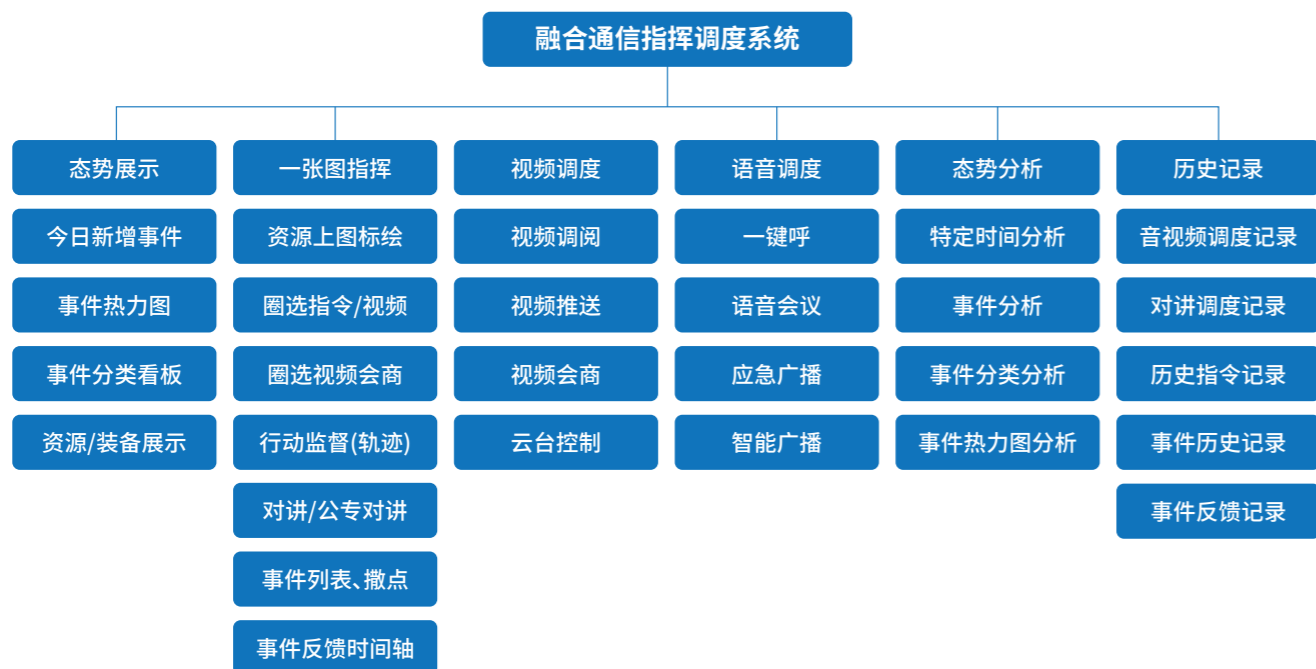 融合通信指挥调度系统
态势展示
今日新增事件
事件热力图
事件分类看板
资源/装备展示
一张图指挥
资源上图标绘
圈选指令/视频
圈选视频会商
行动监督(轨迹)
对讲/公专对讲
事件列表、撒点
事件反馈时间轴
视频调度
视频调阅
视频推送
视频会商
云台控制
语音调度
一键呼
语音会议
应急广播
智能广播
态势分析
特定时间分析
事件分析
事件分类分析
事件热力图分析
历史记录
音视频调度记录
对讲调度记录
历史指令记录
事件历史记录
事件反馈记录